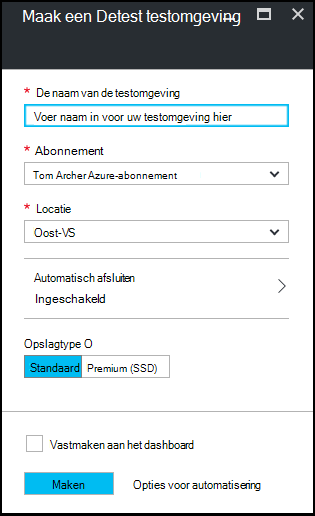 Maak een Detest testomgeving
* De naam van de testomgeving
Voer naam in voor uw testomgeving hier
* Abonnement
Tom Archer Azure-abonnement
* Locatie
Oost-VS
Automatisch afsluiten
Ingeschakeld
Opslagtype O
Standaard Premium (SSD)
Vastmaken aan het dashboard
Maken Opties voor automatisering